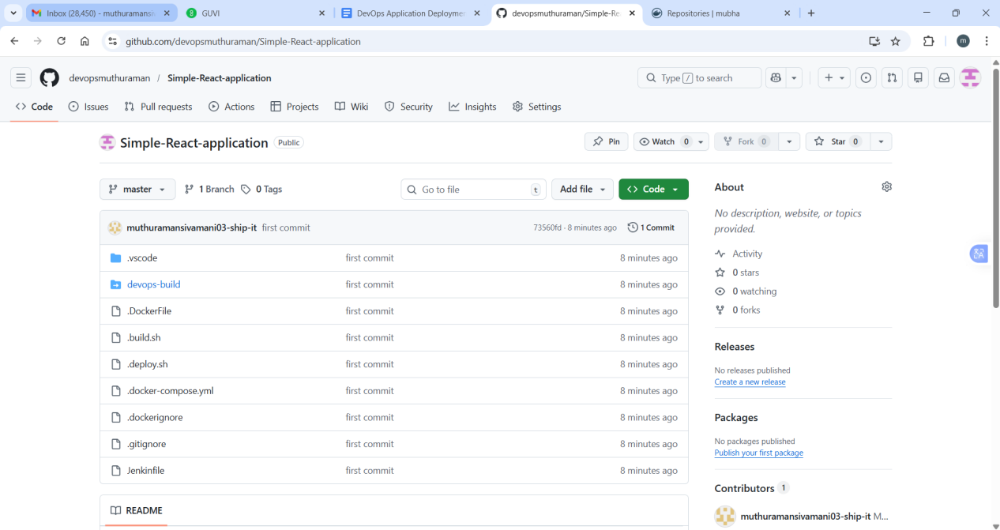 Inbox (28,450) - muthuramansi
GUVI
DevOps Application Deployme
devopsmuthuraman/Simple-Re
Repositories | mubha
github.com/devopsmuthuraman/Simple-React-application
m
devopsmuthuraman / Simple-React-application
Type / to search
Code
Issues
Pull requests
Actions
Projects
Wiki
Security
Insights
Settings
Simple-React-application Public
Pin
Watch 0
Fork 0
Star 0
master
1 Branch
0 Tags
Go to file t
Add file
Code
muthuramansivamani03-ship-it first commit 73560fd · 8 minutes ago 1 Commit
.vscode first commit 8 minutes ago
devops-build first commit 8 minutes ago
.DockerFile first commit 8 minutes ago
.build.sh first commit 8 minutes ago
.deploy.sh first commit 8 minutes ago
.docker-compose.yml first commit 8 minutes ago
.dockerignore first commit 8 minutes ago
.gitignore first commit 8 minutes ago
Jenkinfile first commit 8 minutes ago
README
About
No description, website, or topics
provided.
Activity
0 stars
0 watching
0 forks
Releases
No releases published
Create a new release
Packages
No packages published
Publish your first package
Contributors 1
muthuramansivamani03-ship-it M...